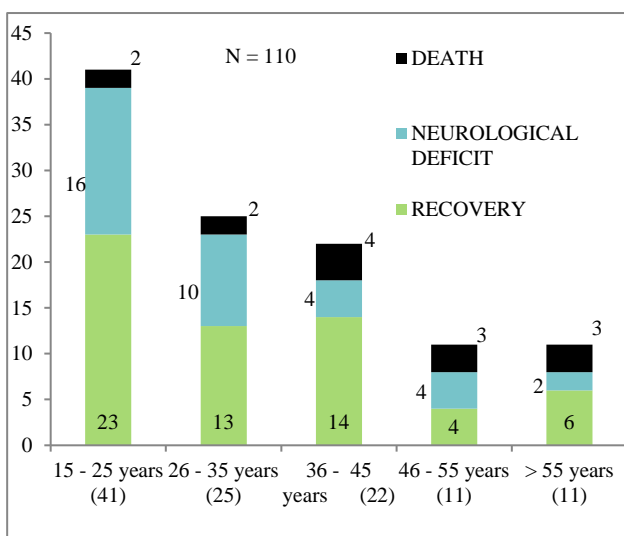 45
40
35
30
25
20
15
10
5
0
N = 110
DEATH
NEUROLOGICAL
DEFICIT
RECOVERY
2
16
23
2
10
13
4
4
14
3
4
4
3
2
6
15 - 25 years
(41)
26 - 35 years
(25)
36 - 45
years (22)
46 - 55 years
(11)
> 55 years
(11)